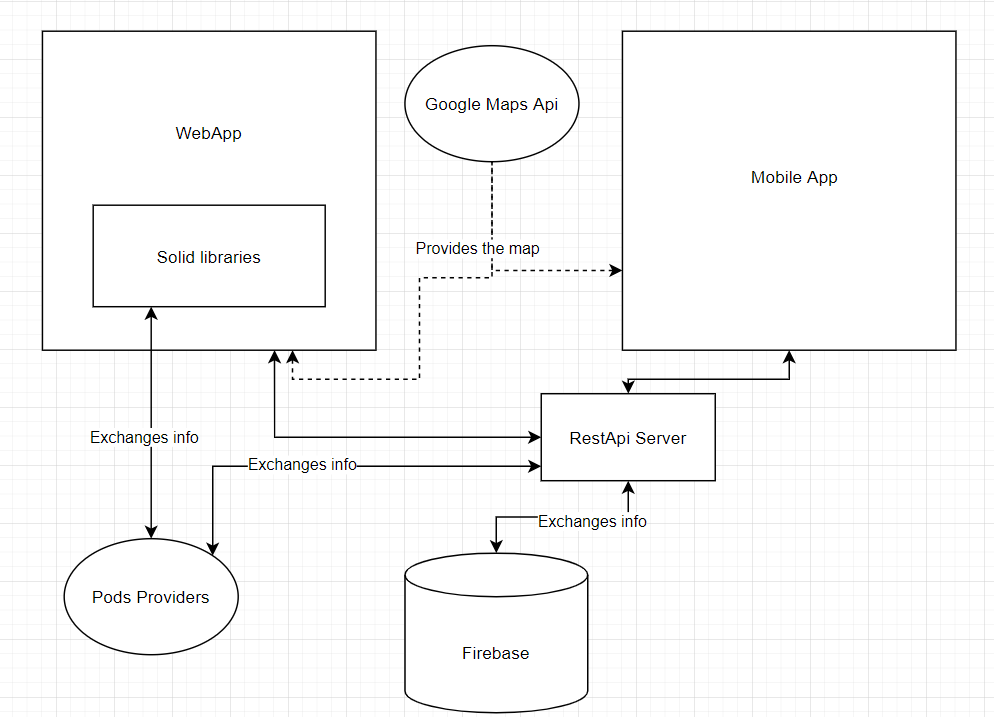 Google Maps Api
WebApp
Mobile App
Provides the map
Solid libraries
Exchanges info
RestApi Server
Exchanges info
Exchanges info
Pods Providers
Firebase